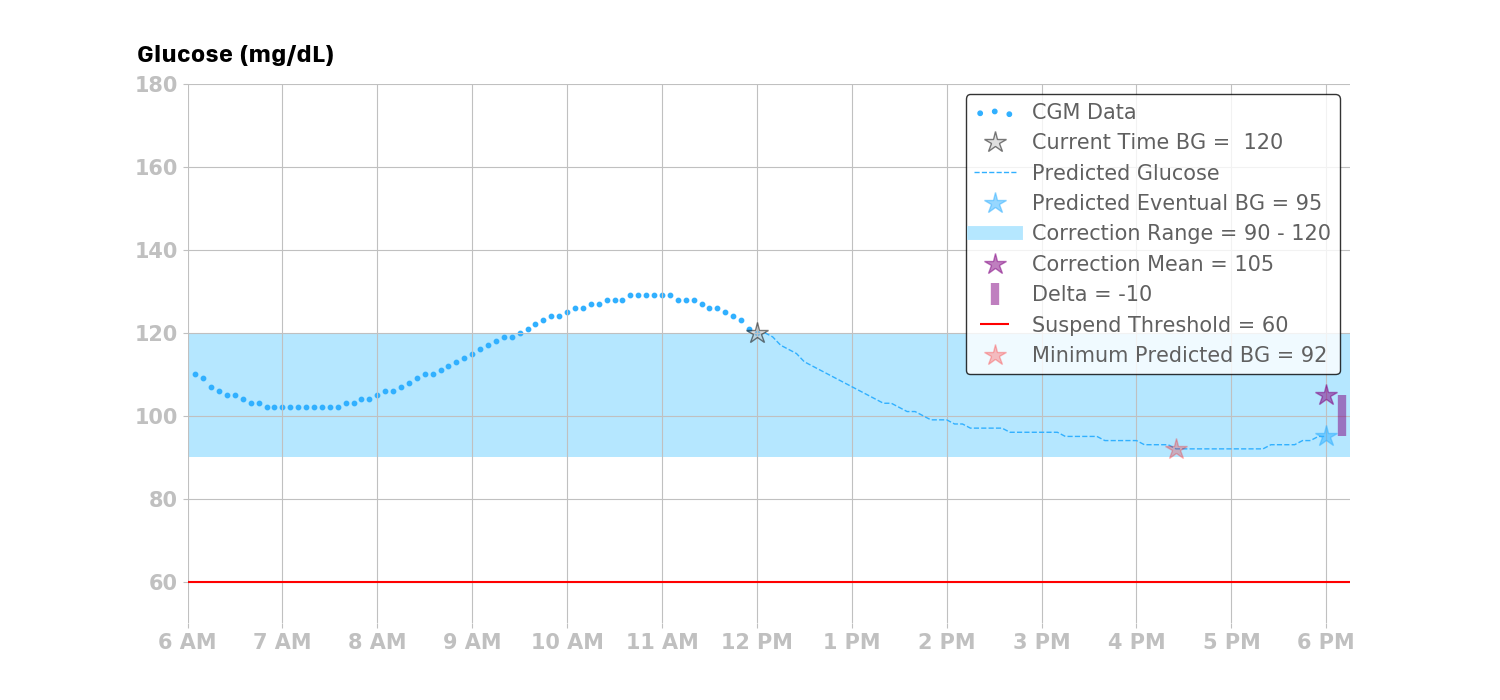 Glucose (mg/dL)
180
160
140
120
100
80
60
CGM Data
Current Time BG =  120
Predicted Glucose
Predicted Eventual BG = 95
Correction Range = 90 - 120
Correction Mean = 105
Delta = -10
Suspend Threshold = 60
Minimum Predicted BG = 92
6 AM 7 AM 8 AM 9 AM 10 AM 11 AM 12 PM 1 PM 2 PM 3 PM 4 PM 5 PM 6 PM